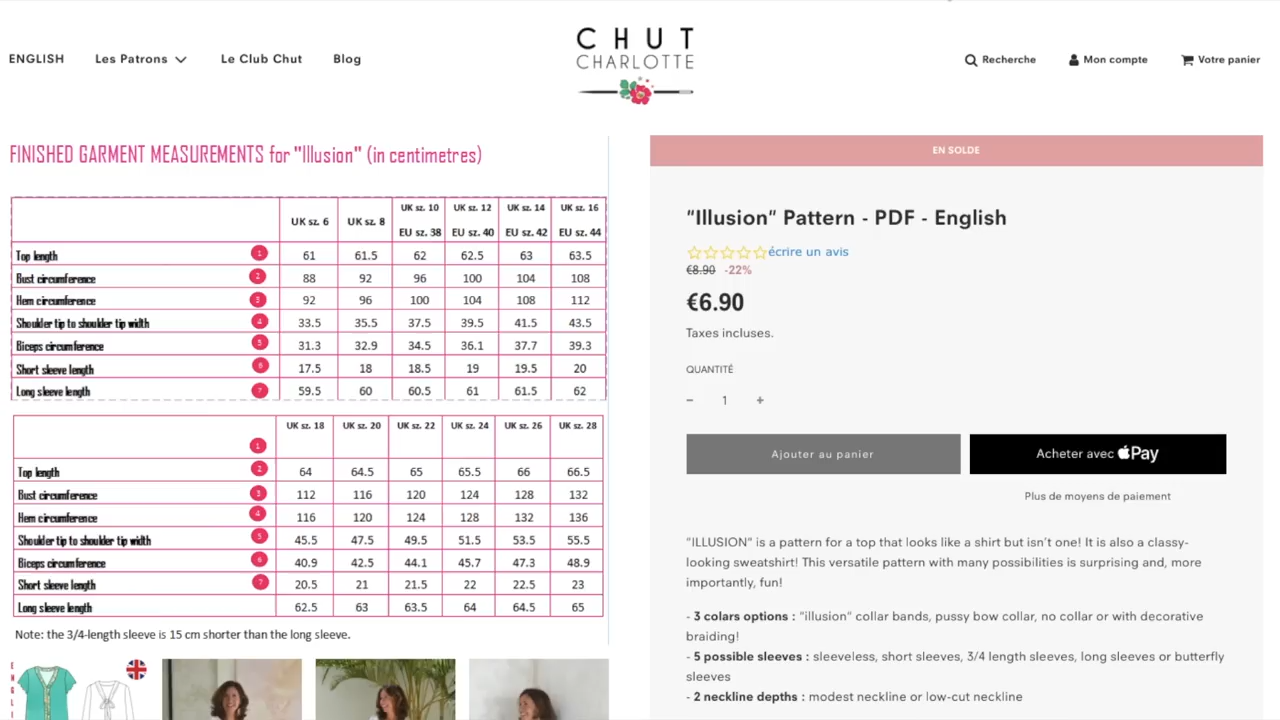 ENGLISH
Les Patrons
Le Club Chut
Blog
CHUT
CHARLOTTE
Recherche
Mon compte
Votre panier
FINISHED GARMENT MEASUREMENTS for "Illusion" (in centimetres)
UK sz. 6 UK sz. 8 UK sz. 10 UK sz. 12 UK sz. 14 UK sz. 16
EU sz. 38 EU sz. 40 EU sz. 42 EU sz. 44
Top length 1 61 61.5 62 62.5 63 63.5
Bust circumference 2 88 92 96 100 104 108
Hem circumference 3 92 96 100 104 108 112
Shoulder tip to shoulder tip width 4 33.5 35.5 37.5 39.5 41.5 43.5
Biceps circumference 5 31.3 32.9 34.5 36.1 37.7 39.3
Short sleeve length 6 17.5 18 18.5 19 19.5 20
Long sleeve length 7 59.5 60 60.5 61 61.5 62
UK sz. 18 UK sz. 20 UK sz. 22 UK sz. 24 UK sz. 26 UK sz. 28
1
Top length 2 64 64.5 65 65.5 66 66.5
Bust circumference 3 112 116 120 124 128 132
Hem circumference 4 116 120 124 128 132 136
Shoulder tip to shoulder tip width 5 45.5 47.5 49.5 51.5 53.5 55.5
Biceps circumference 6 40.9 42.5 44.1 45.7 47.3 48.9
Short sleeve length 7 20.5 21 21.5 22 22.5 23
Long sleeve length 62.5 63 63.5 64 64.5 65
Note: the 3/4-length sleeve is 15 cm shorter than the long sleeve.
ENGLI
EN SOLDE
"Illusion" Pattern - PDF - English
écrire un avis
€8.90 -22%
€6.90
Taxes incluses.
QUANTITÉ
− 1 +
Ajouter au panier
Acheter avec Pay
Plus de moyens de paiement
"ILLUSION" is a pattern for a top that looks like a shirt but isn't one! It is also a classy-
looking sweatshirt! This versatile pattern with many possibilities is surprising and, more
importantly, fun!
- 3 colars options : "illusion" collar bands, pussy bow collar, no collar or with decorative
braiding!
- 5 possible sleeves : sleeveless, short sleeves, 3/4 length sleeves, long sleeves or butterfly
sleeves
- 2 neckline depths : modest neckline or low-cut neckline